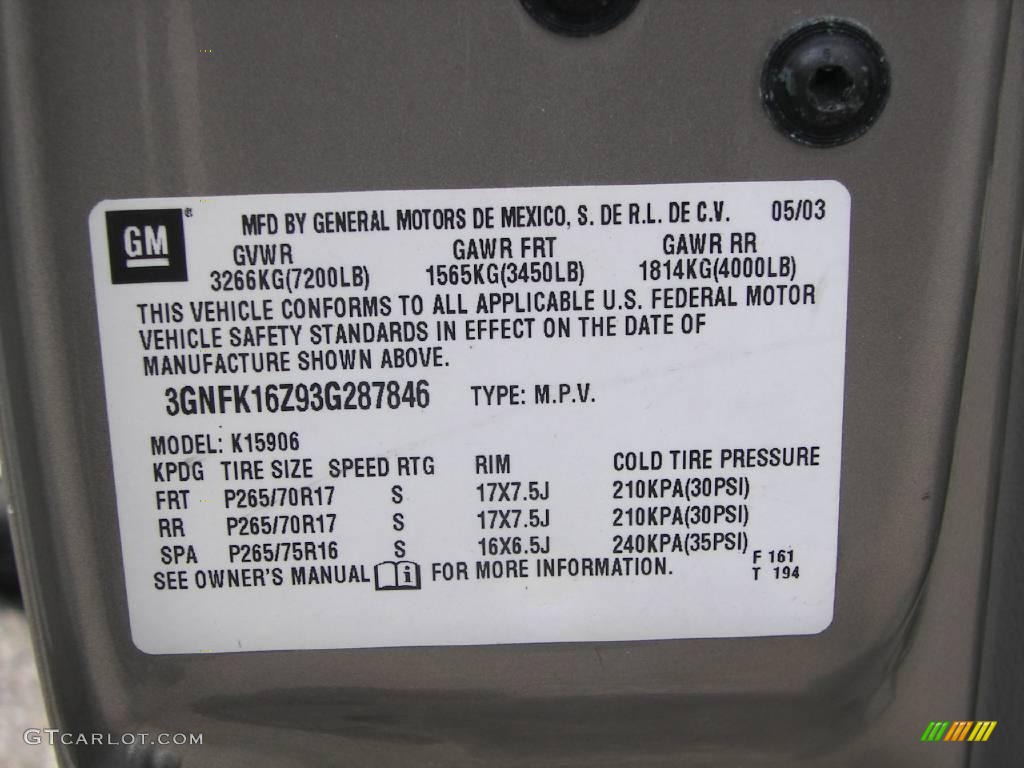 GM
®
MFD BY GENERAL MOTORS DE MEXICO, S. DE R.L. DE C.V. 05/03
GVWR GAWR FRT GAWR RR
3266KG(7200LB) 1565KG(3450LB) 1814KG(4000LB)
THIS VEHICLE CONFORMS TO ALL APPLICABLE U.S. FEDERAL MOTOR
VEHICLE SAFETY STANDARDS IN EFFECT ON THE DATE OF
MANUFACTURE SHOWN ABOVE.
3GNFK16Z93G287846 TYPE: M.P.V.
MODEL: K15906
KPDG TIRE SIZE SPEED RTG RIM COLD TIRE PRESSURE
FRT P265/70R17 S 17X7.5J 210KPA(30PSI)
RR P265/70R17 S 17X7.5J 210KPA(30PSI)
SPA P265/75R16 S 16X6.5J 240KPA(35PSI)
SEE OWNER'S MANUAL i FOR MORE INFORMATION.
F 161
T 194
GTCARLOT.COM